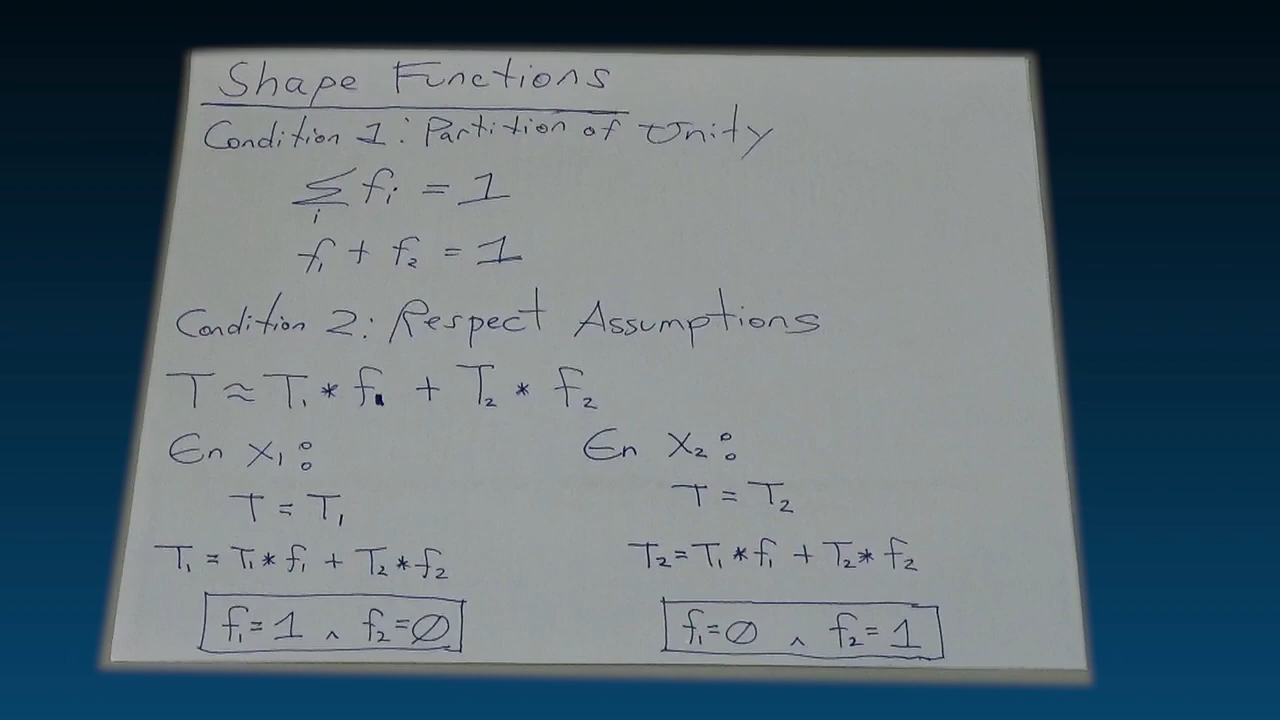 Shape Functions
Condition 1: Partition of Unity
∑ fᵢ = 1
i
f₁ + f₂ = 1
Condition 2: Respect Assumptions
T ≈ T₁ * f₁ + T₂ * f₂
En x₁:
T = T₁
T₁ = T₁ * f₁ + T₂ * f₂
f₁ = 1 ^ f₂ = ∅
En x₂:
T = T₂
T₂ = T₁ * f₁ + T₂ * f₂
f₁ = ∅ ^ f₂ = 1